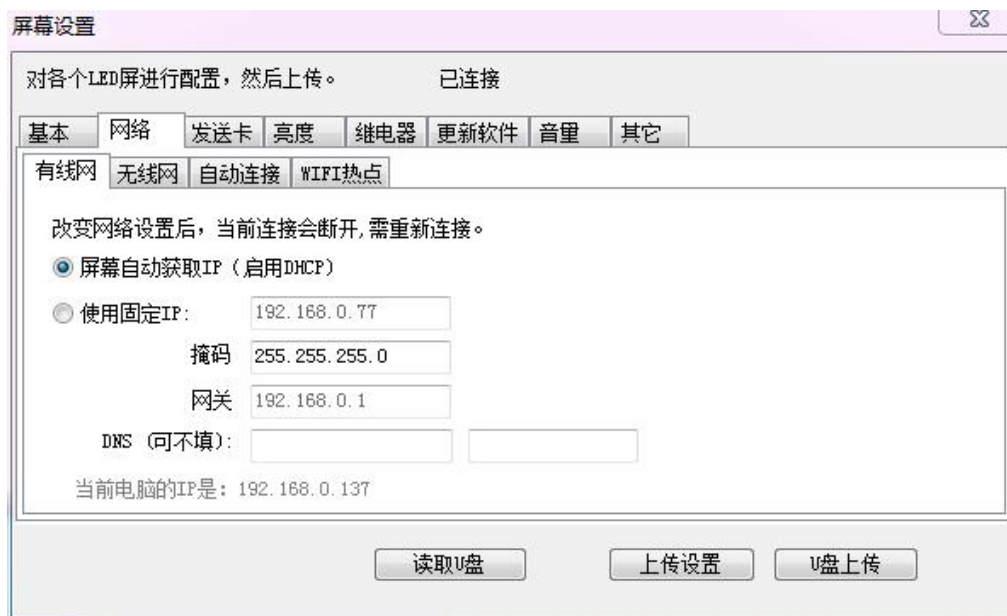 屏幕设置
对各个LED屏进行配置，然后上传。 已连接
基本 网络 发送卡 亮度 继电器 更新软件 音量 其它
有线网 无线网 自动连接 WIFI热点
改变网络设置后，当前连接会断开,需重新连接。
屏幕自动获取IP（启用DHCP）
使用固定IP: 192.168.0.77
掩码 255.255.255.0
网关 192.168.0.1
DNS (可不填):
当前电脑的IP是: 192.168.0.137
读取U盘 上传设置 U盘上传